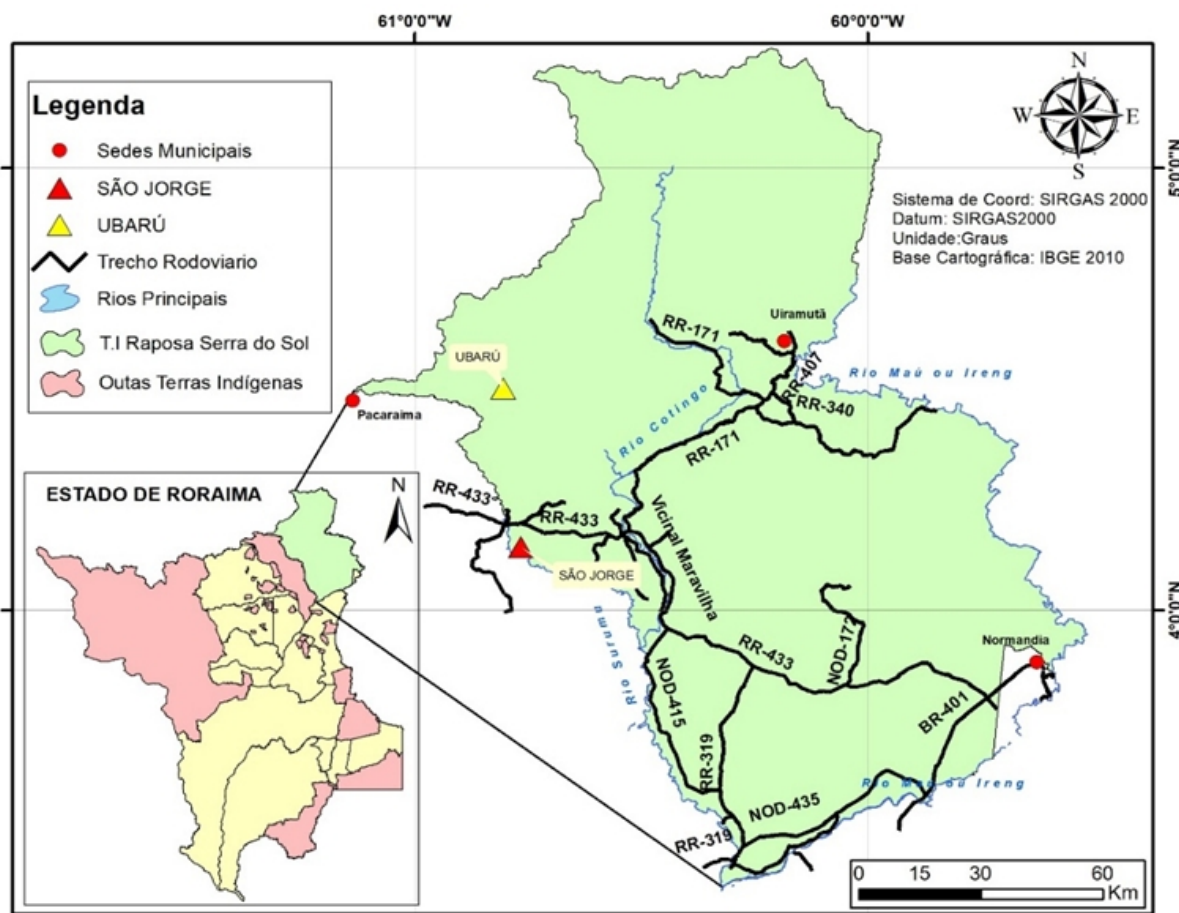 61°0'0"W
60°0'0"W
Legenda
Sedes Municipais
SÃO JORGE
UBARÚ
Trecho Rodoviario
Rios Principais
T.I Raposa Serra do Sol
Outas Terras Indígenas
N
W
E
S
Sistema de Coord: SIRGAS 2000
Datum: SIRGAS2000
Unidade:Graus
Base Cartográfica: IBGE 2010
5°0'0"N
4°0'0"N
Uiramutã
RR-171
RR-407
Rio Maú ou Ireng
RR-340
UBARÚ
Pacaraima
Rio Cotingo
RR-171
RR-433
RR-433
Vicinal Maravilha
SÃO JORGE
Rio Surumu
Normandia
RR-433
NOD-172
NOD-415
BR-401
RR-319
Rio Maú ou Ireng
NOD-435
RR-319
ESTADO DE RORAIMA
N
0 15 30 60
Km